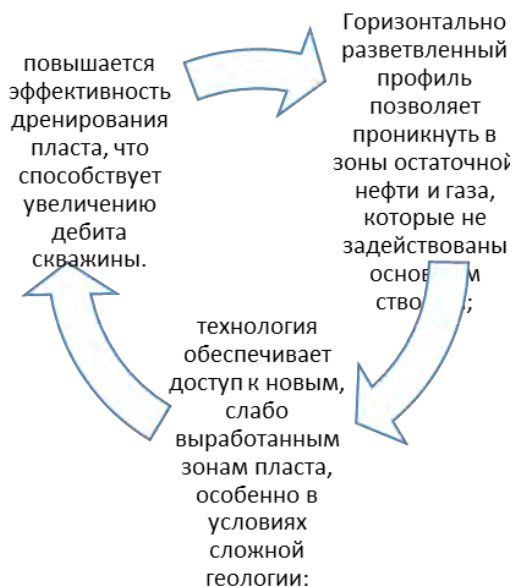 Горизонтально
разветвленный
профиль
позволяет
проникнуть в
зоны остаточной
нефти и газа,
которые не
задействованы
технология
обеспечивает
доступ к новым,
слабо
выработанным
зонам пласта,
особенно в
условиях
сложной
геологии:
повышается
эффективность
дренирования
пласта, что
способствует
увеличению
дебита
скважины.